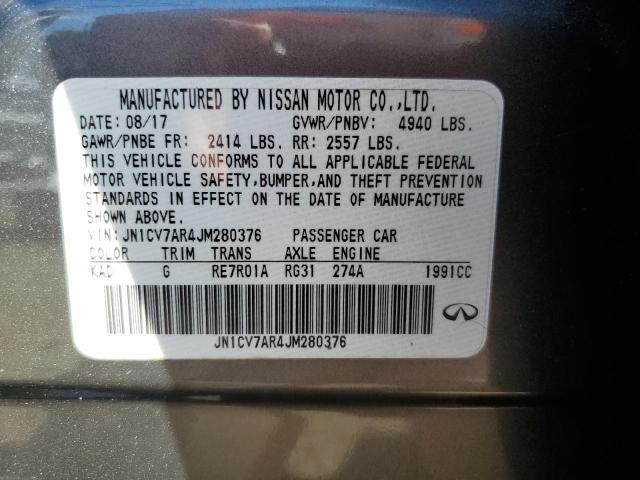 MANUFACTURED BY NISSAN MOTOR CO.,LTD.
DATE: 08/17 GVWR/PNBV: 4940 LBS.
GAWR/PNBE FR: 2414 LBS. RR: 2557 LBS.
THIS VEHICLE CONFORMS TO ALL APPLICABLE FEDERAL
MOTOR VEHICLE SAFETY,BUMPER,AND THEFT PREVENTION
STANDARDS IN EFFECT ON THE DATE OF MANUFACTURE
SHOWN ABOVE.
VIN:JN1CV7AR4JM280376 PASSENGER CAR
COLOR TRIM TRANS AXLE ENGINE
KAD G RE7R01A RG31 274A 1991CC
JN1CV7AR4JM280376